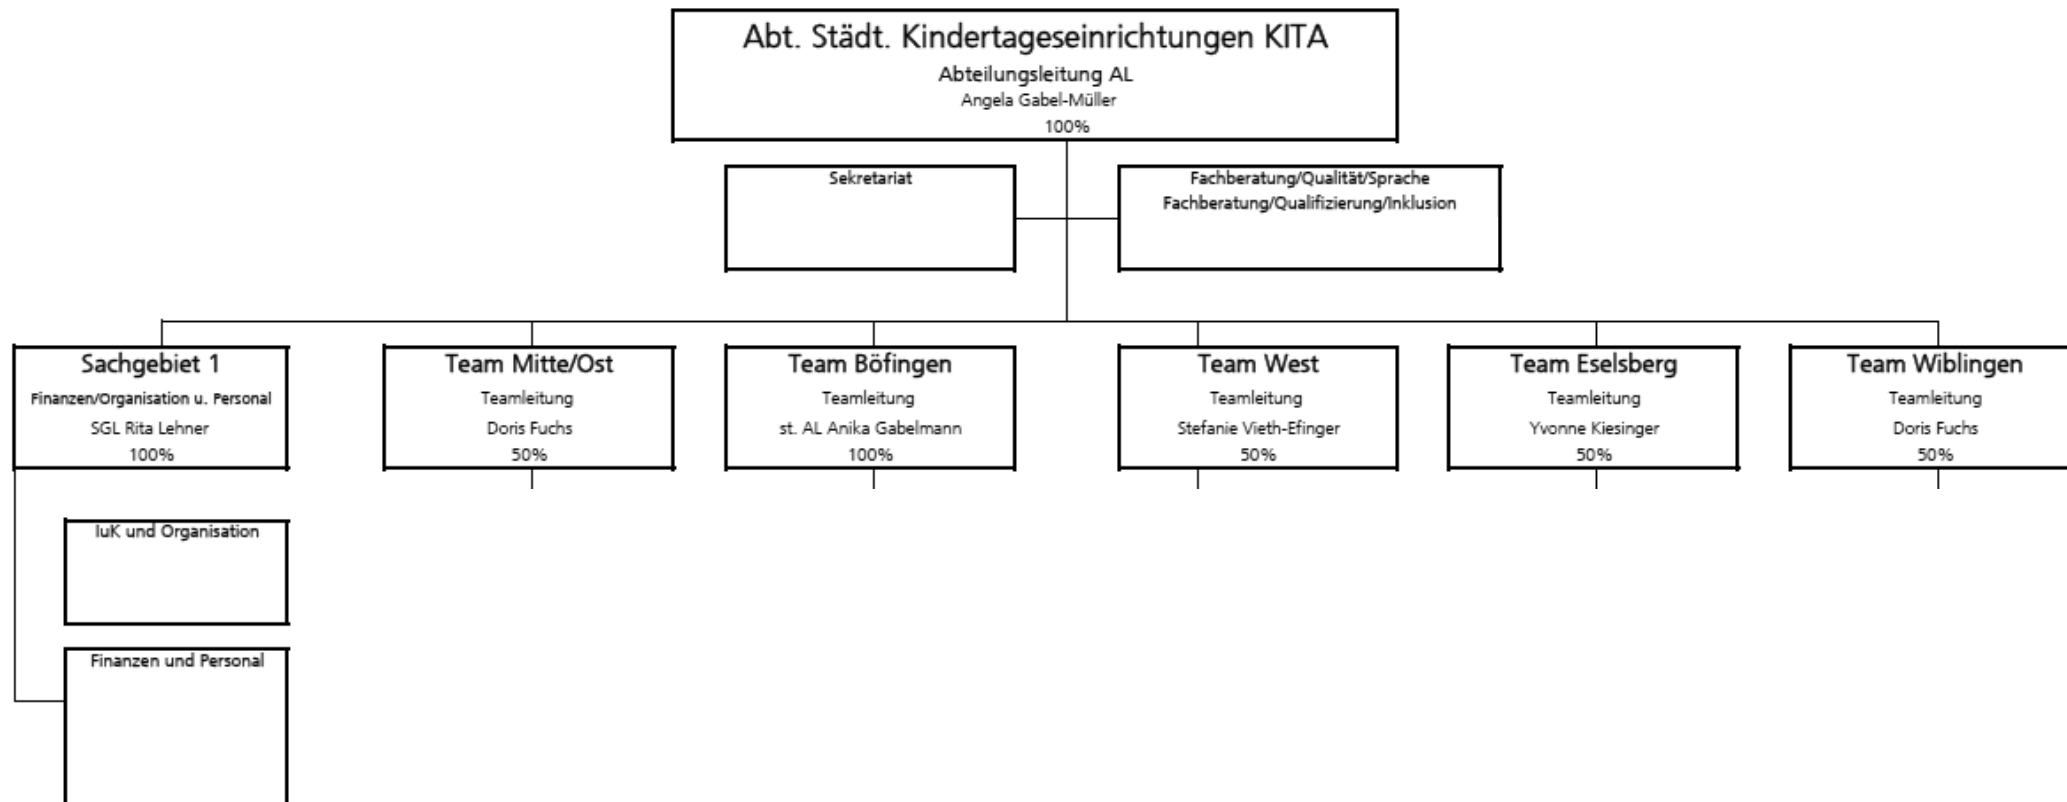 Abt. Städt. Kindertageseinrichtungen KITA
Abteilungsleitung AL
Angela Gabel-Müller
100%
Sekretariat
Fachberatung/Qualität/Sprache
Fachberatung/Qualifizierung/Inklusion
Sachgebiet 1
Finanzen/Organisation u. Personal
SGL Rita Lehner
100%
Team Mitte/Ost
Teamleitung
Doris Fuchs
50%
Team Böfingen
Teamleitung
st. AL Anika Gabelmann
100%
Team West
Teamleitung
Stefanie Vieth-Efinger
50%
Team Eselsberg
Teamleitung
Yvonne Kiesinger
50%
Team Wiblingen
Teamleitung
Doris Fuchs
50%
IuK und Organisation
Finanzen und Personal